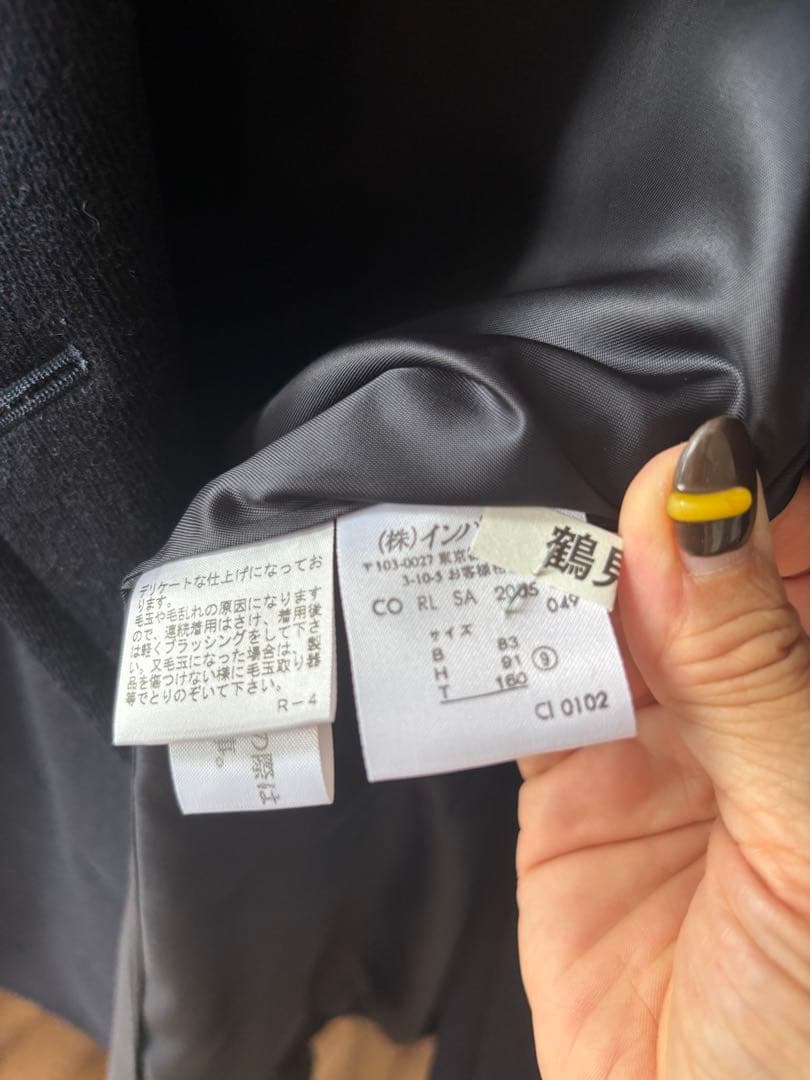 デリケートな仕上げになってお
ります。
毛玉や毛乱れの原因になります
ので、連続着用はさけ、着用後
は軽くブラッシングをして下さ
い。又毛玉になった場合は、製
品を傷つけない様に毛玉取り器
等でとりのぞいて下さい。
R-4
の際は
(株)インパ
鶴見
〒103-0027 東京
3-10-5 お客様
CO RL SA 2005 049
サイズ
B 83
H 91 ⑨
T 160
CI 0102